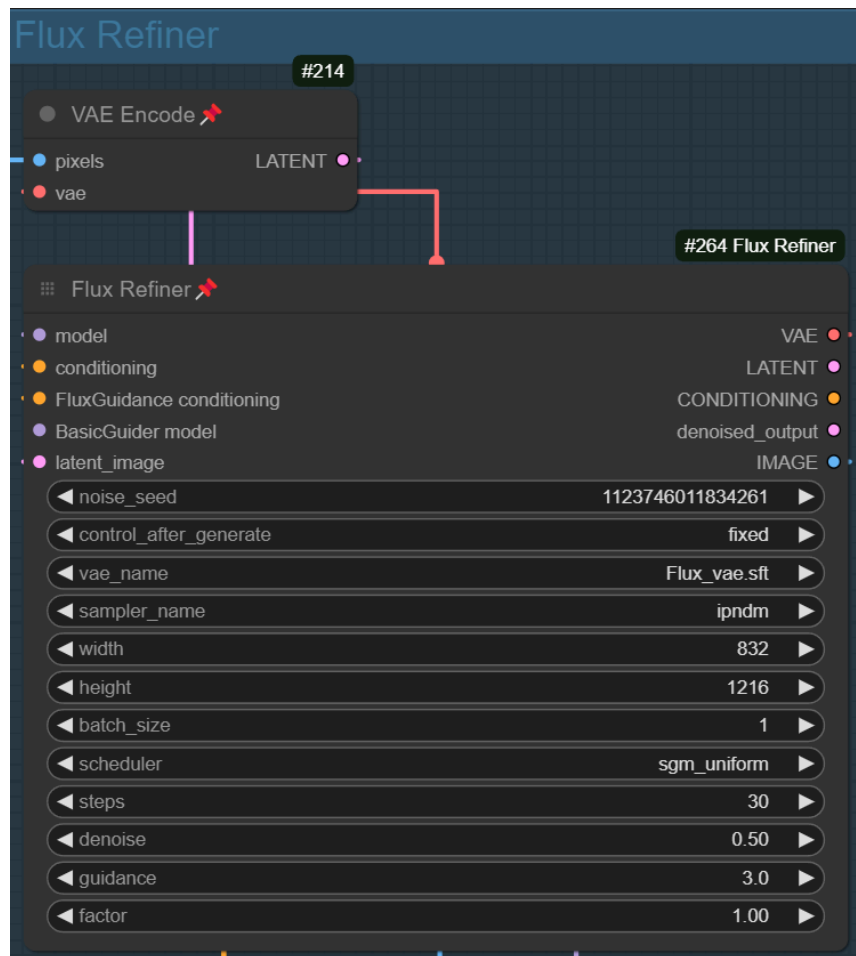 Flux Refiner
#214
VAE Encode
pixels LATENT
vae
#264 Flux Refiner
Flux Refiner
model VAE
conditioning LATENT
FluxGuidance conditioning CONDITIONING
BasicGuider model denoised_output
latent_image IMAGE
noise_seed 1123746011834261
control_after_generate fixed
vae_name Flux_vae.sft
sampler_name ipndm
width 832
height 1216
batch_size 1
scheduler sgm_uniform
steps 30
denoise 0.50
guidance 3.0
factor 1.00